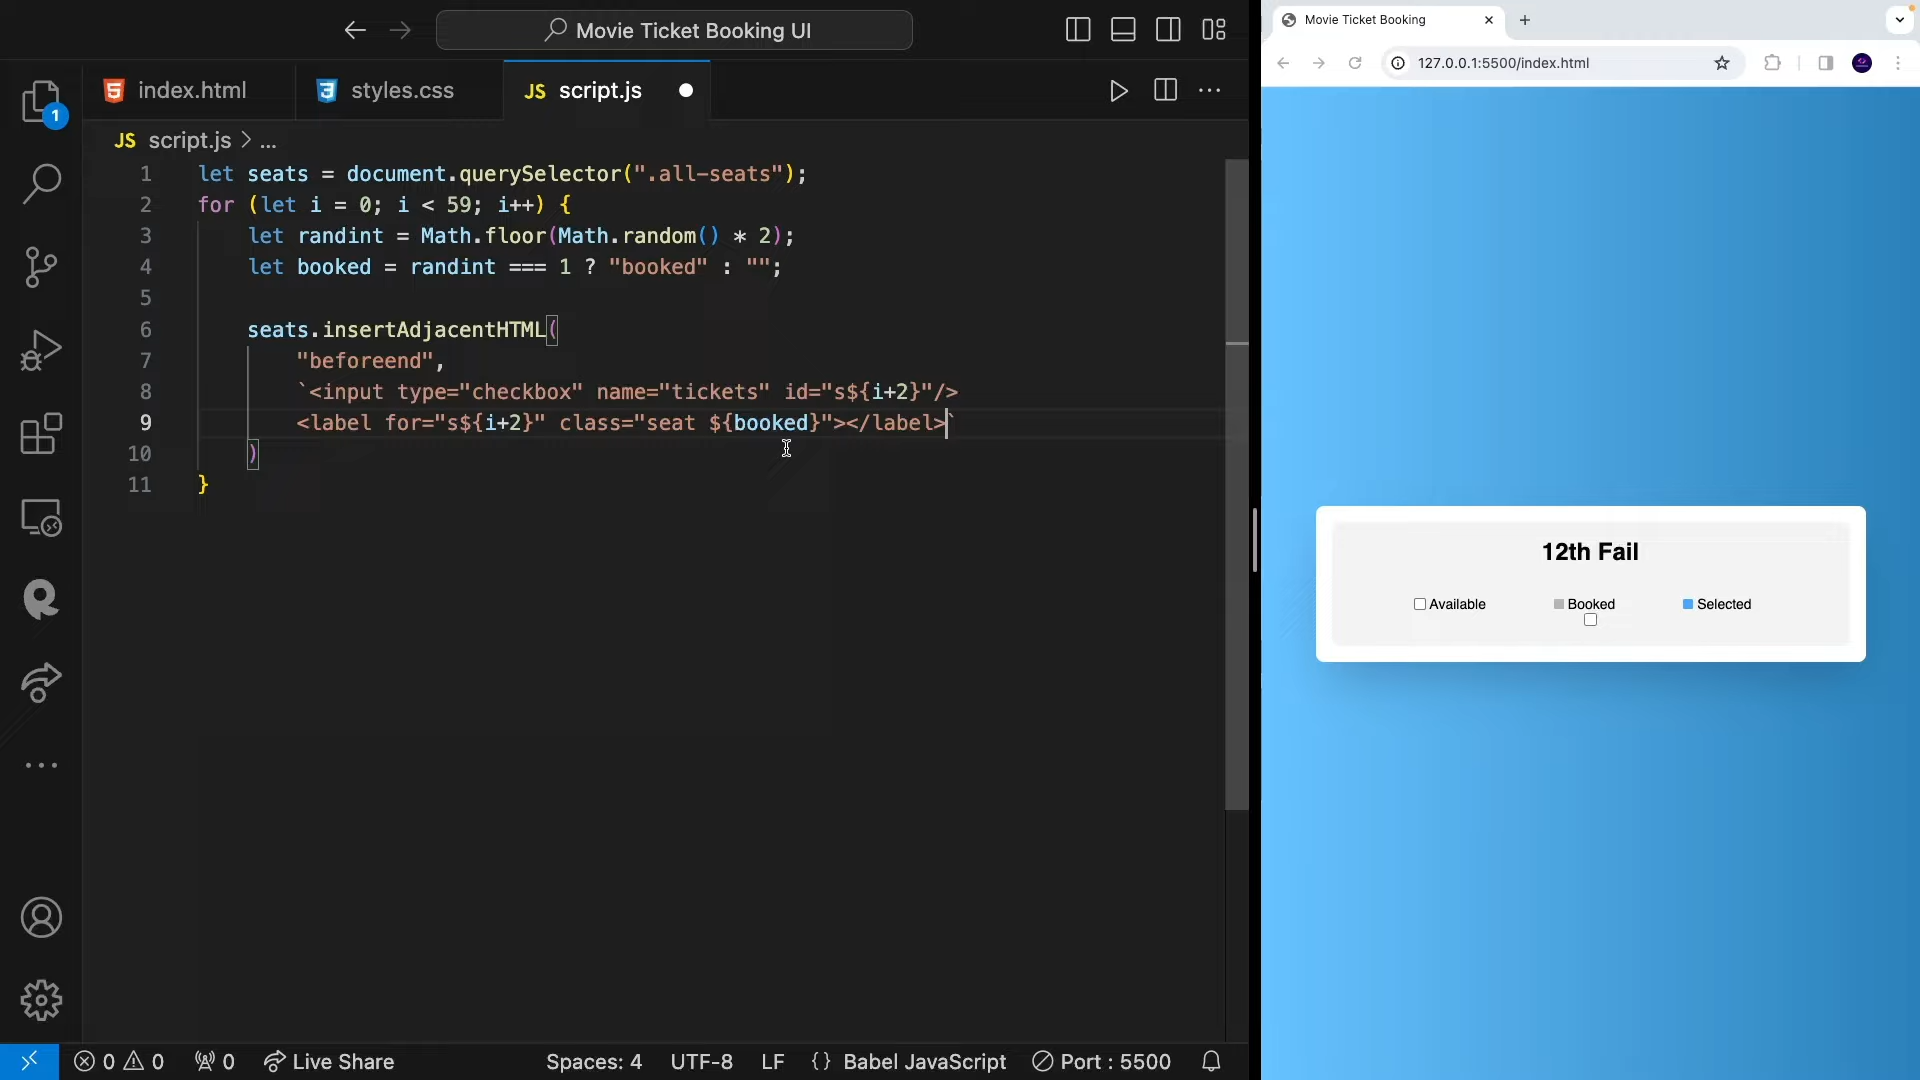 Movie Ticket Booking UI
index.html
styles.css
JS script.js
JS script.js > ...
1
1 let seats = document.querySelector(".all-seats");
2 for (let i = 0; i < 59; i++) {
3 let randint = Math.floor(Math.random() * 2);
4 let booked = randint === 1 ? "booked" : "";
5
6 seats.insertAdjacentHTML(
7 "beforeend",
8 `<input type="checkbox" name="tickets" id="s${i+2}"/>
9 <label for="s${i+2}" class="seat ${booked}"></label>`
10 )
11 }
0 0 0 Live Share Spaces: 4 UTF-8 LF {} Babel JavaScript Port : 5500
Movie Ticket Booking
127.0.0.1:5500/index.html
12th Fail
Available Booked Selected